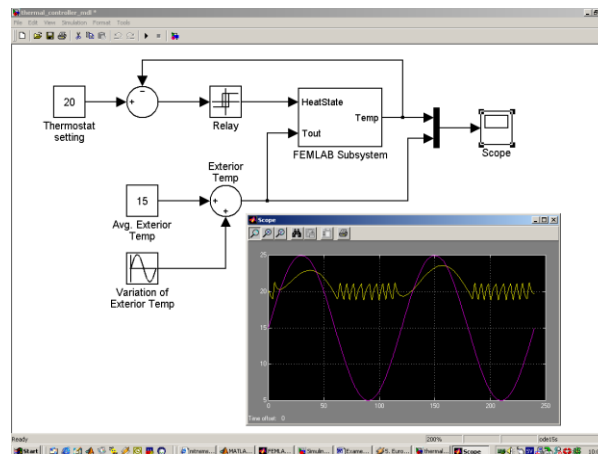 thermal_controller_mdl *
File Edit View Simulation Format Tools
20
Thermostat
setting
Relay
HeatState
Tout
Temp
FEMLAB Subsystem
Scope
Exterior
Temp
15
Avg. Exterior
Temp
Variation of
Exterior Temp
Scope
25
20
15
10
5
0 50 100 150 200 250
Time offset: 0
Ready
200%
ode15s
Start